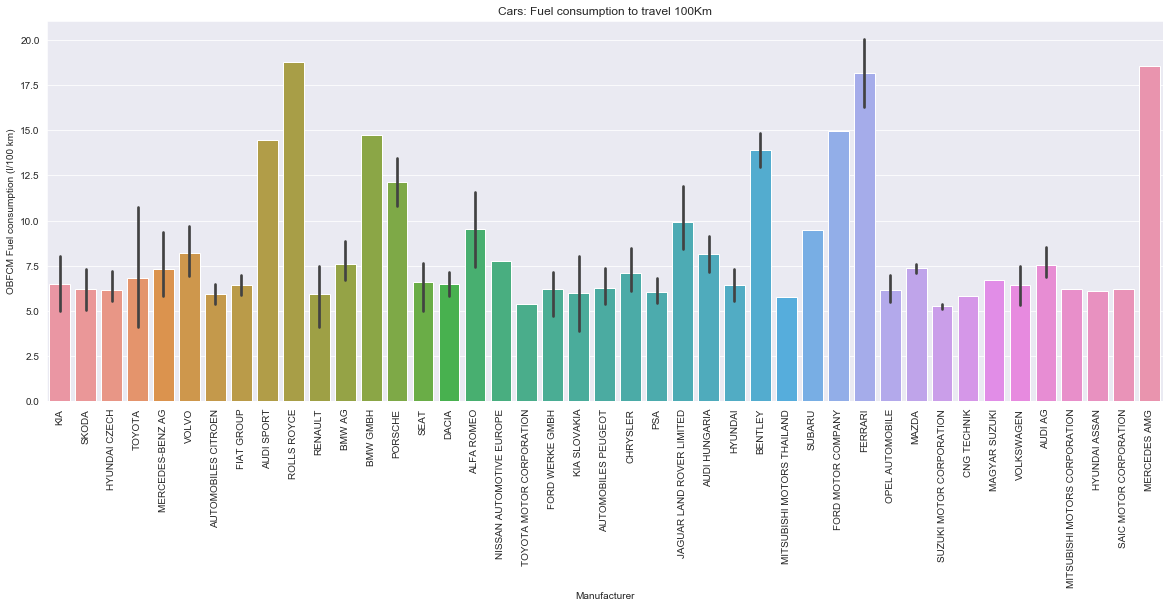 Cars: Fuel consumption to travel 100Km
OBFCM Fuel consumption (l/100 km)
20.0
17.5
15.0
12.5
10.0
7.5
5.0
2.5
0.0
KIA
SKODA
HYUNDAI CZECH
TOYOTA
MERCEDES-BENZ AG
VOLVO
AUTOMOBILES CITROEN
FIAT GROUP
AUDI SPORT
ROLLS ROYCE
RENAULT
BMW AG
BMW GMBH
PORSCHE
SEAT
DACIA
ALFA ROMEO
NISSAN AUTOMOTIVE EUROPE
TOYOTA MOTOR CORPORATION
FORD WERKE GMBH
KIA SLOVAKIA
AUTOMOBILES PEUGEOT
CHRYSLER
PSA
JAGUAR LAND ROVER LIMITED
AUDI HUNGARIA
HYUNDAI
BENTLEY
MITSUBISHI MOTORS THAILAND
SUBARU
FORD MOTOR COMPANY
FERRARI
OPEL AUTOMOBILE
MAZDA
SUZUKI MOTOR CORPORATION
CNG TECHNIK
MAGYAR SUZUKI
VOLKSWAGEN
AUDI AG
MITSUBISHI MOTORS CORPORATION
HYUNDAI ASSAN
SAIC MOTOR CORPORATION
MERCEDES AMG
Manufacturer